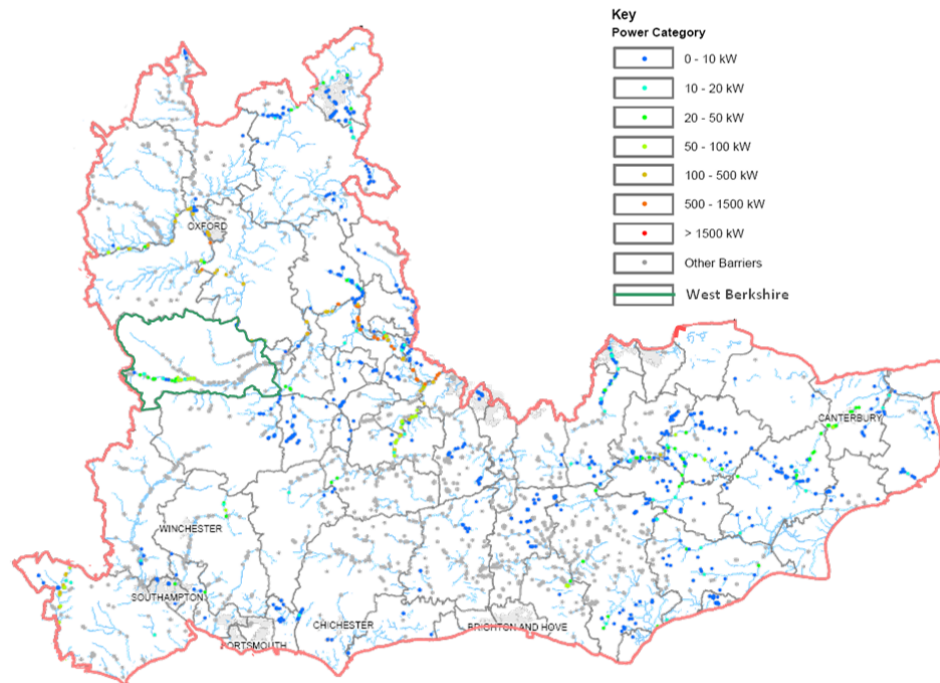 Key
Power Category
0 - 10 kW
10 - 20 kW
20 - 50 kW
50 - 100 kW
100 - 500 kW
500 - 1500 kW
> 1500 kW
Other Barriers
West Berkshire
OXFORD
CANTERBURY
WINCHESTER
SOUTHAMPTON
CHICHESTER
BRIGHTON AND HOVE
PORTSMOUTH